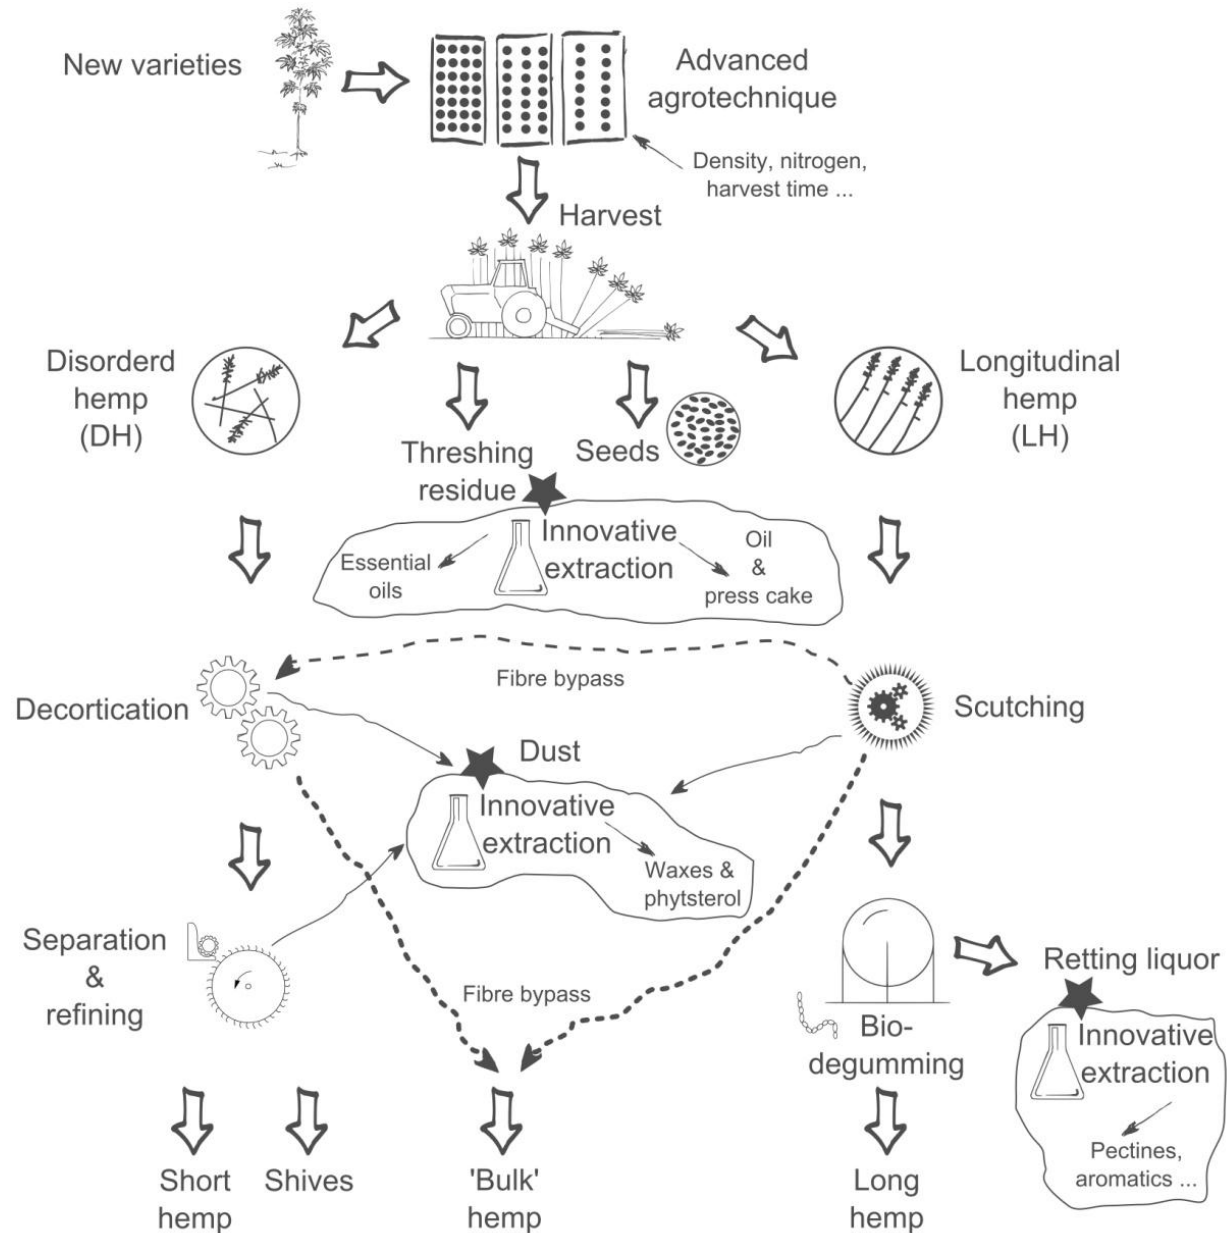 New varieties
Advanced
agrotechnique
Density, nitrogen,
harvest time ...
Harvest
Disorderd
hemp
(DH)
Longitudinal
hemp
(LH)
Threshing
residue
Seeds
Innovative
extraction
Essential
oils
Oil
&
press cake
Fibre bypass
Decortication
Scutching
Dust
Innovative
extraction
Waxes &
phytsterol
Separation
&
refining
Fibre bypass
Bio-
degumming
Retting liquor
Innovative
extraction
Pectines,
aromatics ...
Short
hemp
Shives
'Bulk'
hemp
Long
hemp